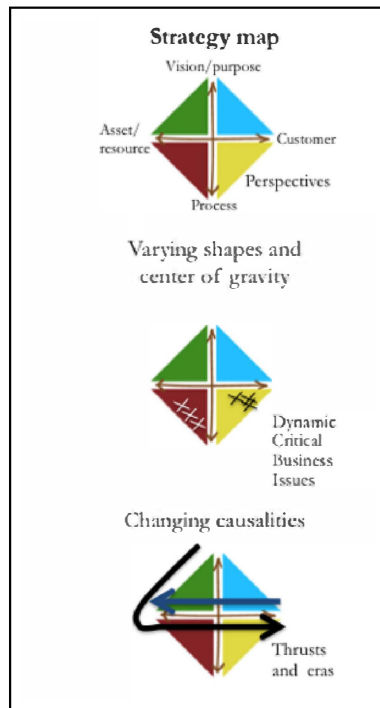 Strategy map
Vision/purpose
Asset/
resource
Customer
Perspectives
Process
Varying shapes and
center of gravity
Dynamic
Critical
Business
Issues
Changing causalities
Thrusts
and eras